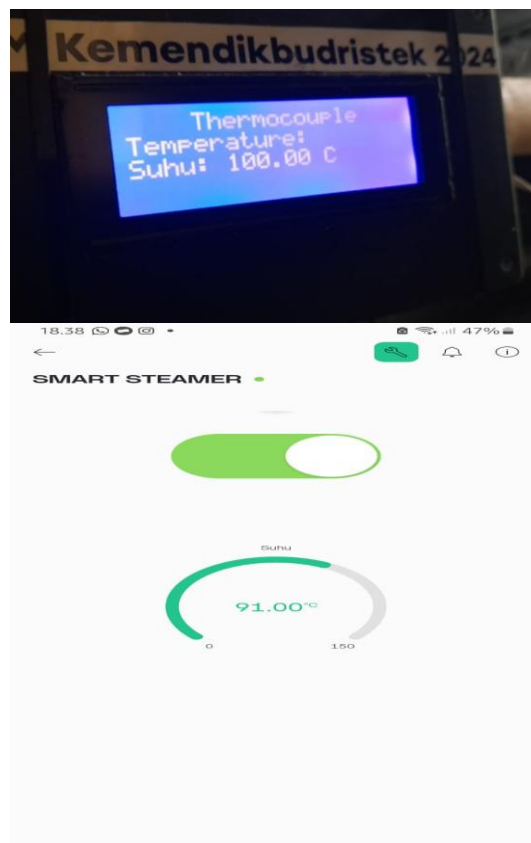 Kemendikbudristek 2024
Thermocouple
Temperature:
Suhu: 100.00 C
18.38
47%
SMART STEAMER
Suhu
91.00°C
0
150